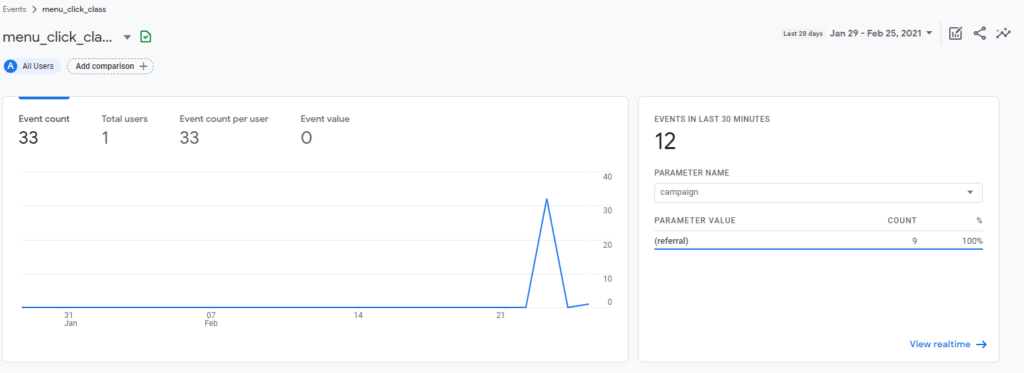 Events > menu_click_class
menu_click_cla...
Last 28 days Jan 29 - Feb 25, 2021
A All Users Add comparison +
Event count Total users Event count per user Event value
33 1 33 0
40
30
20
10
0
31 07 14 21
Jan Feb
EVENTS IN LAST 30 MINUTES
12
PARAMETER NAME
campaign
PARAMETER VALUE COUNT %
(referral) 9 100%
View realtime